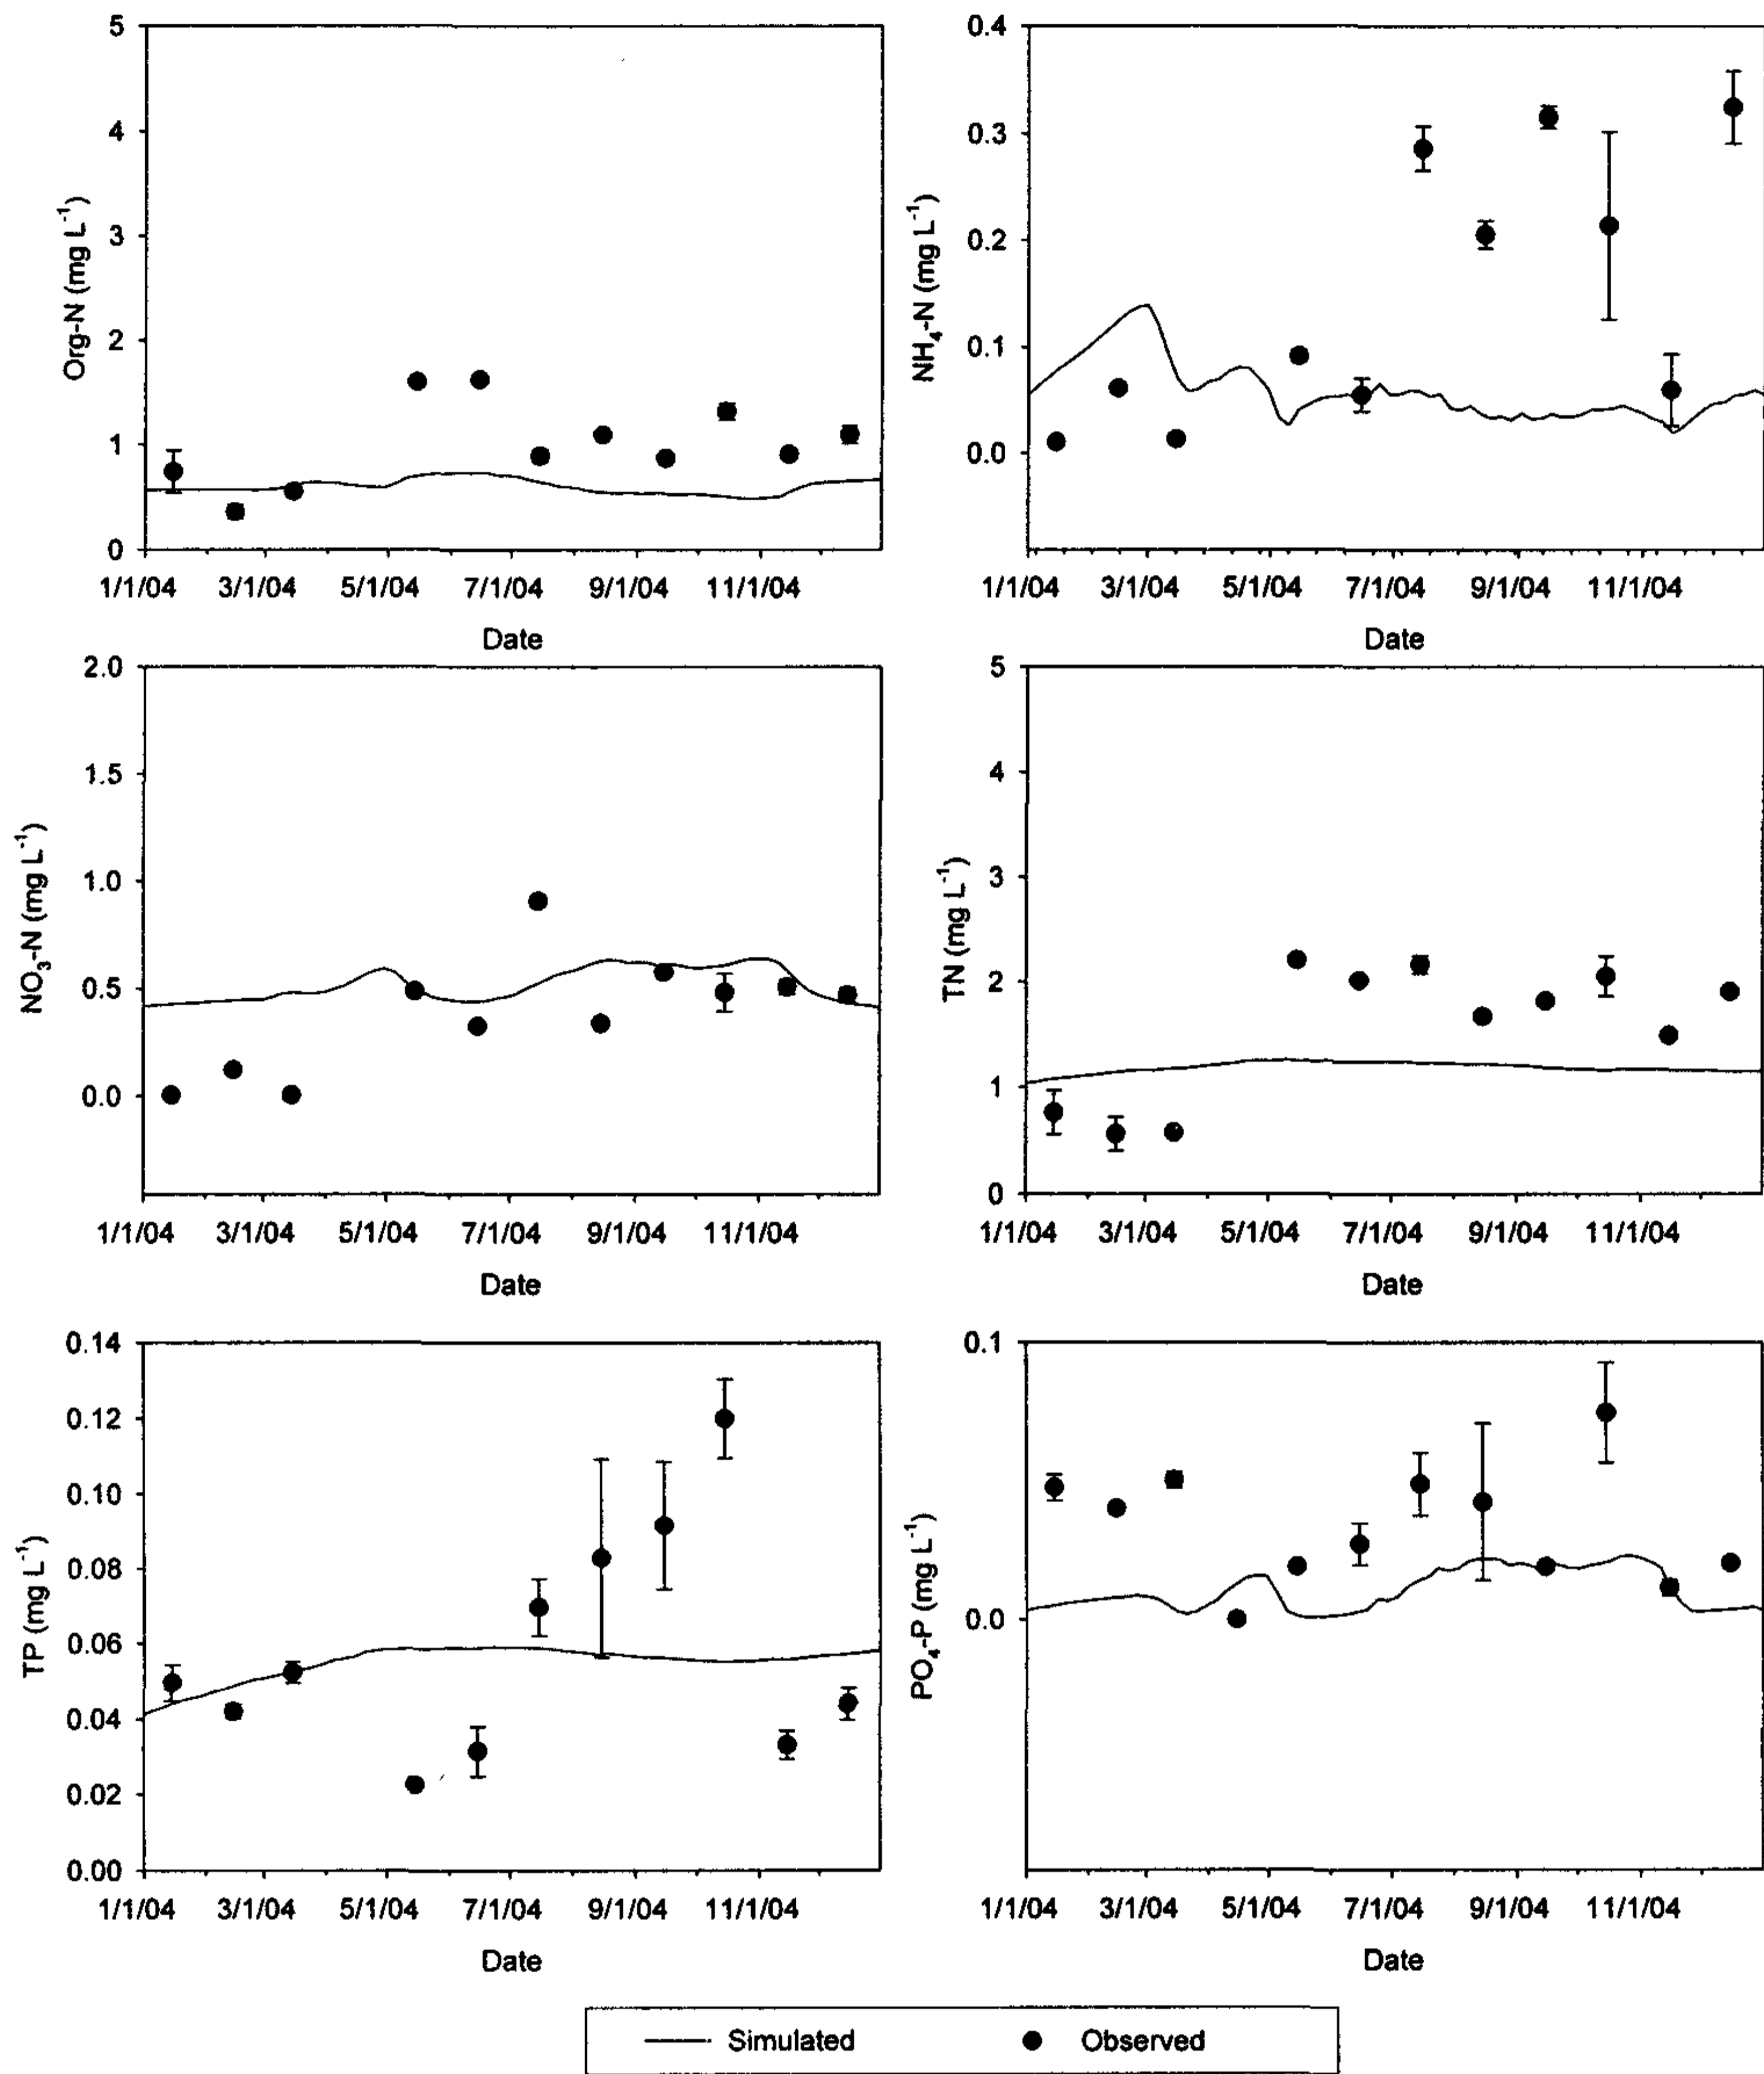 5
4
3
2
1
0
Org-N (mg L-1)
1/1/04 3/1/04 5/1/04 7/1/04 9/1/04 11/1/04
Date
0.4
0.3
0.2
0.1
0.0
NH4-N (mg L-1)
1/1/04 3/1/04 5/1/04 7/1/04 9/1/04 11/1/04
Date
2.0
1.5
1.0
0.5
0.0
NO3-N (mg L-1)
1/1/04 3/1/04 5/1/04 7/1/04 9/1/04 11/1/04
Date
5
4
3
2
1
0
TN (mg L-1)
1/1/04 3/1/04 5/1/04 7/1/04 9/1/04 11/1/04
Date
0.14
0.12
0.10
0.08
0.06
0.04
0.02
0.00
TP (mg L-1)
1/1/04 3/1/04 5/1/04 7/1/04 9/1/04 11/1/04
Date
0.1
0.0
PO4-P (mg L-1)
1/1/04 3/1/04 5/1/04 7/1/04 9/1/04 11/1/04
Date
Simulated Observed